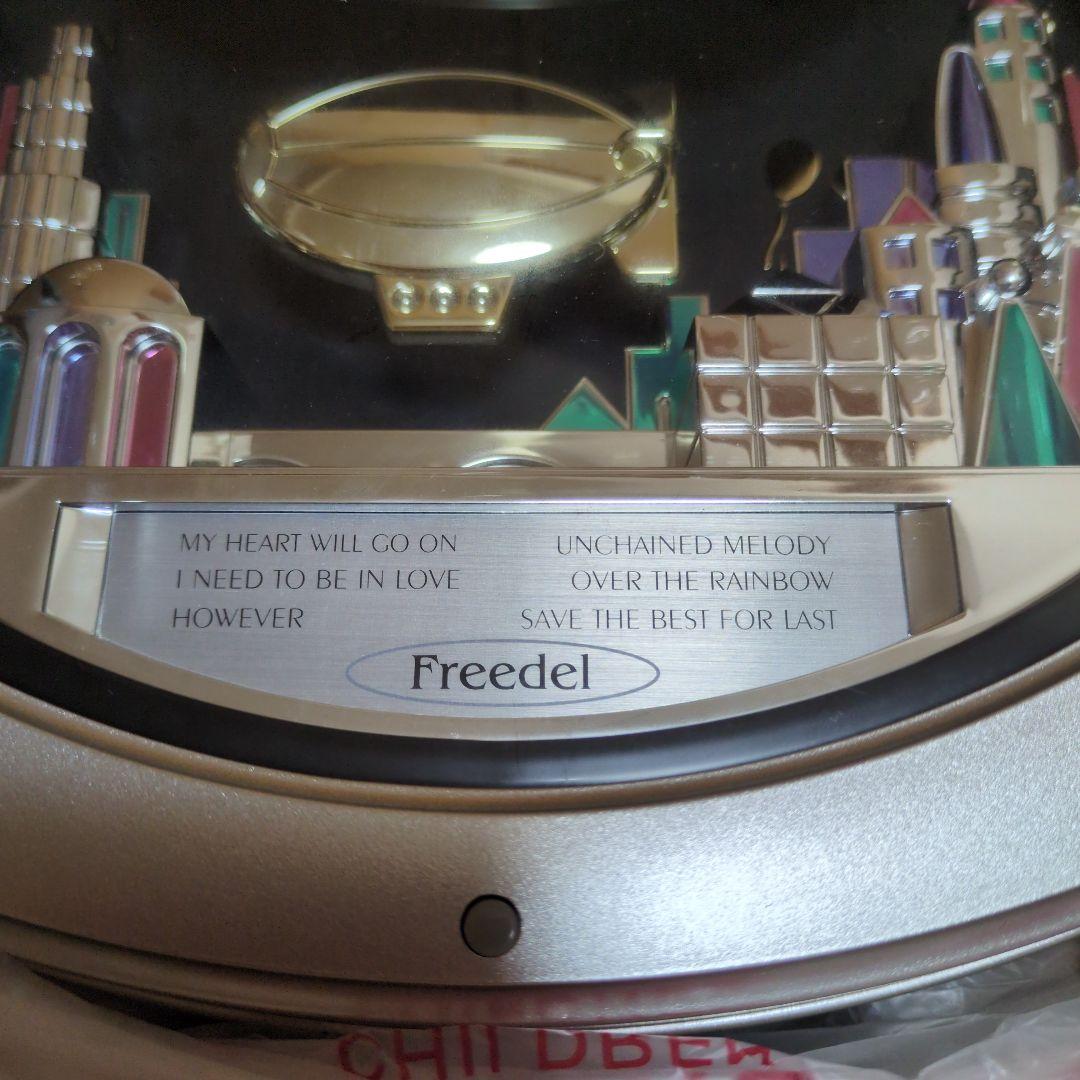 MY HEART WILL GO ON
I NEED TO BE IN LOVE
HOWEVER
UNCHAINED MELODY
OVER THE RAINBOW
SAVE THE BEST FOR LAST
Freedel
CHILDREN